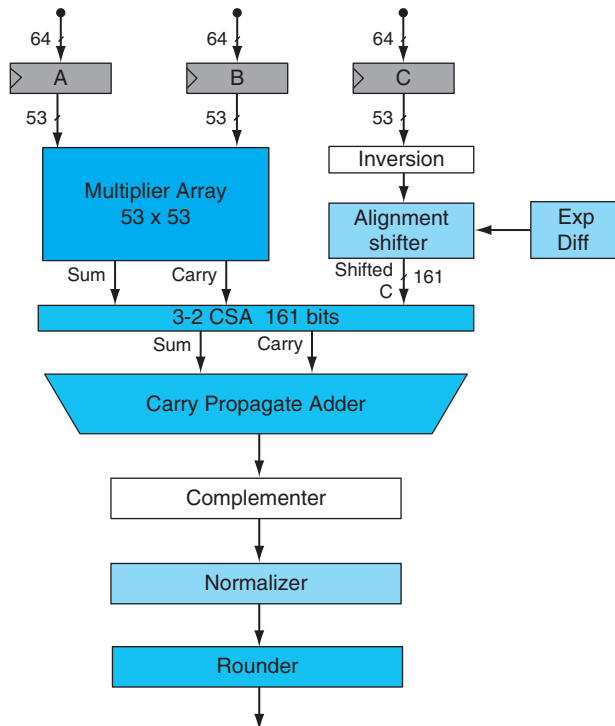 64 64 64
A B C
53 53 53
Multiplier Array
53 x 53
Inversion
Alignment
shifter
Exp
Diff
Sum Carry
Shifted
C
161
3-2 CSA 161 bits
Sum Carry
Carry Propagate Adder
Complementer
Normalizer
Rounder